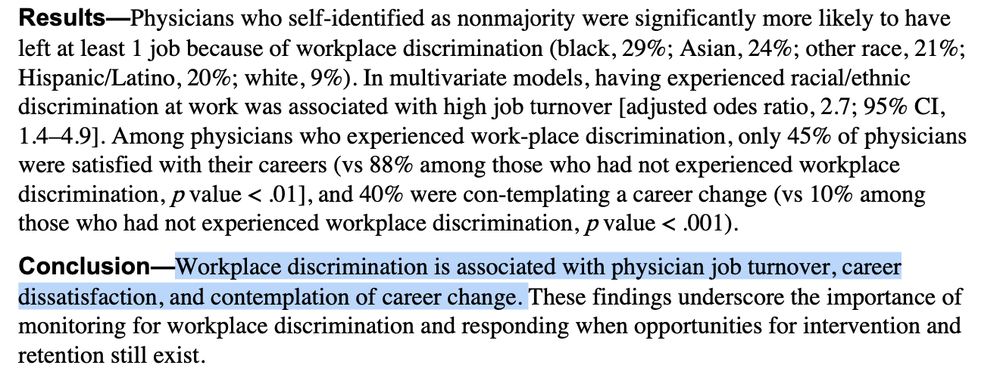 Results—Physicians who self-identified as nonmajority were significantly more likely to have
left at least 1 job because of workplace discrimination (black, 29%; Asian, 24%; other race, 21%;
Hispanic/Latino, 20%; white, 9%). In multivariate models, having experienced racial/ethnic
discrimination at work was associated with high job turnover [adjusted odes ratio, 2.7; 95% CI,
1.4–4.9]. Among physicians who experienced work-place discrimination, only 45% of physicians
were satisfied with their careers (vs 88% among those who had not experienced workplace
discrimination, p value < .01], and 40% were con-templating a career change (vs 10% among
those who had not experienced workplace discrimination, p value < .001).
Conclusion—Workplace discrimination is associated with physician job turnover, career
dissatisfaction, and contemplation of career change. These findings underscore the importance of
monitoring for workplace discrimination and responding when opportunities for intervention and
retention still exist.